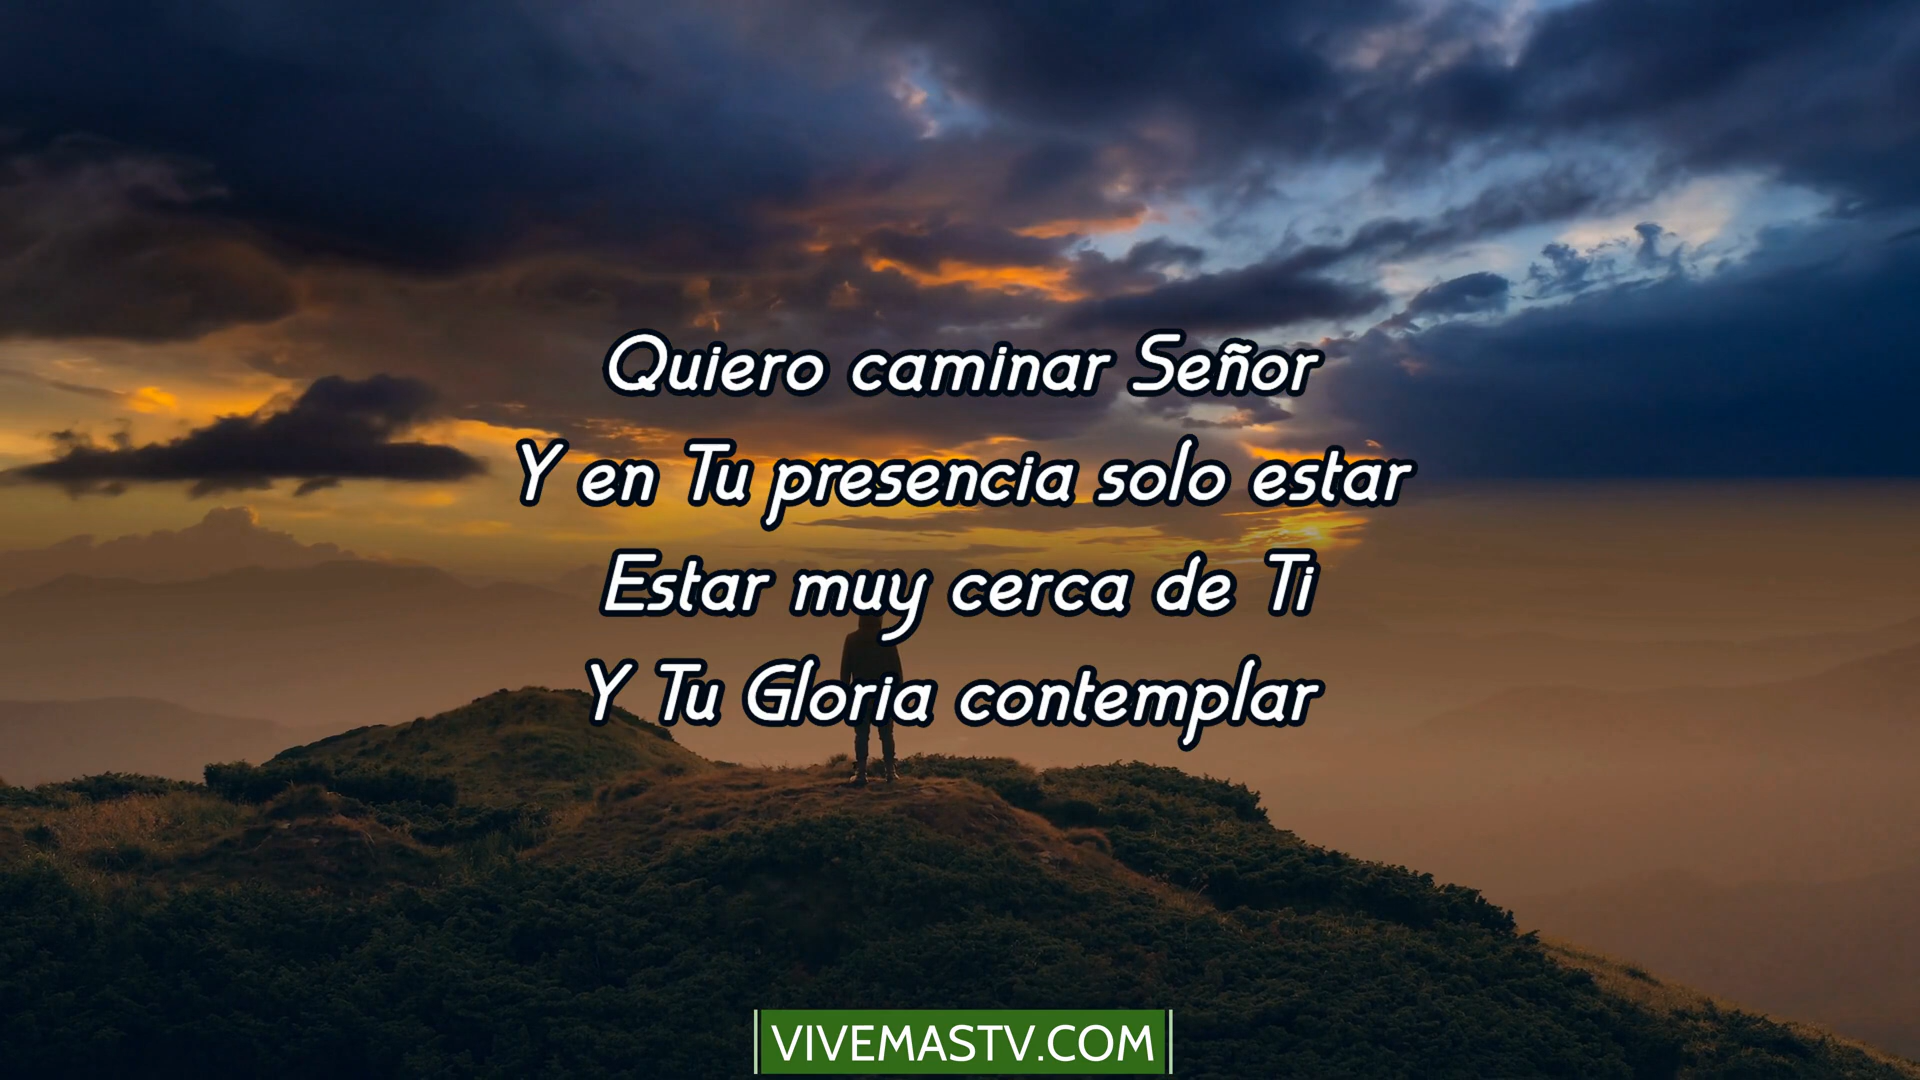 Quiero caminar Señor
Y en Tu presencia solo estar
Estar muy cerca de Ti
Y Tu Gloria contemplar
VIVEMASTV.COM